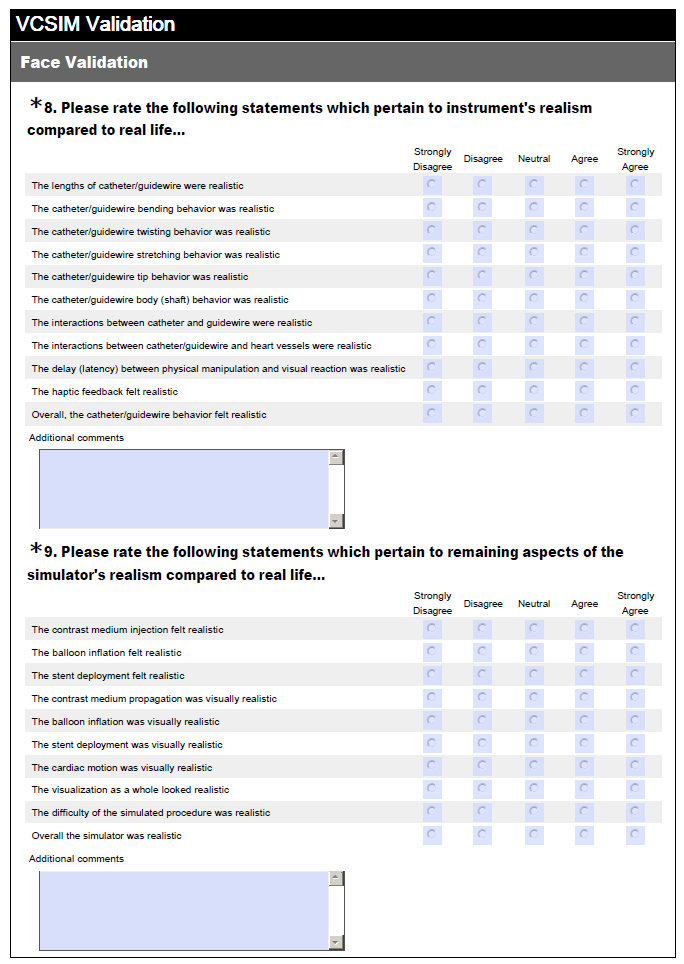 VCSIM Validation
Face Validation
*8. Please rate the following statements which pertain to instrument's realism
compared to real life...
Strongly Disagree Disagree Neutral Agree Strongly Agree
The lengths of catheter/guidewire were realistic
The catheter/guidewire bending behavior was realistic
The catheter/guidewire twisting behavior was realistic
The catheter/guidewire stretching behavior was realistic
The catheter/guidewire tip behavior was realistic
The catheter/guidewire body (shaft) behavior was realistic
The interactions between catheter and guidewire were realistic
The interactions between catheter/guidewire and heart vessels were realistic
The delay (latency) between physical manipulation and visual reaction was realistic
The haptic feedback felt realistic
Overall, the catheter/guidewire behavior felt realistic
Additional comments
*9. Please rate the following statements which pertain to remaining aspects of the
simulator's realism compared to real life...
Strongly Disagree Disagree Neutral Agree Strongly Agree
The contrast medium injection felt realistic
The balloon inflation felt realistic
The stent deployment felt realistic
The contrast medium propagation was visually realistic
The balloon inflation was visually realistic
The stent deployment was visually realistic
The cardiac motion was visually realistic
The visualization as a whole looked realistic
The difficulty of the simulated procedure was realistic
Overall the simulator was realistic
Additional comments